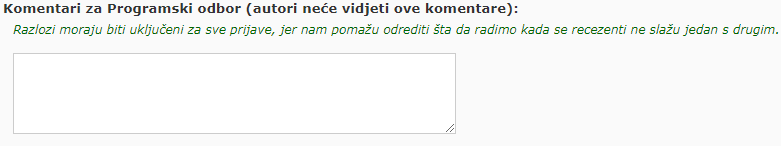 Komentari za Programski odbor (autori neće vidjeti ove komentare):
Razlozi moraju biti uključeni za sve prijave, jer nam pomažu odrediti šta da radimo kada se recezenti ne slažu jedan s drugim.